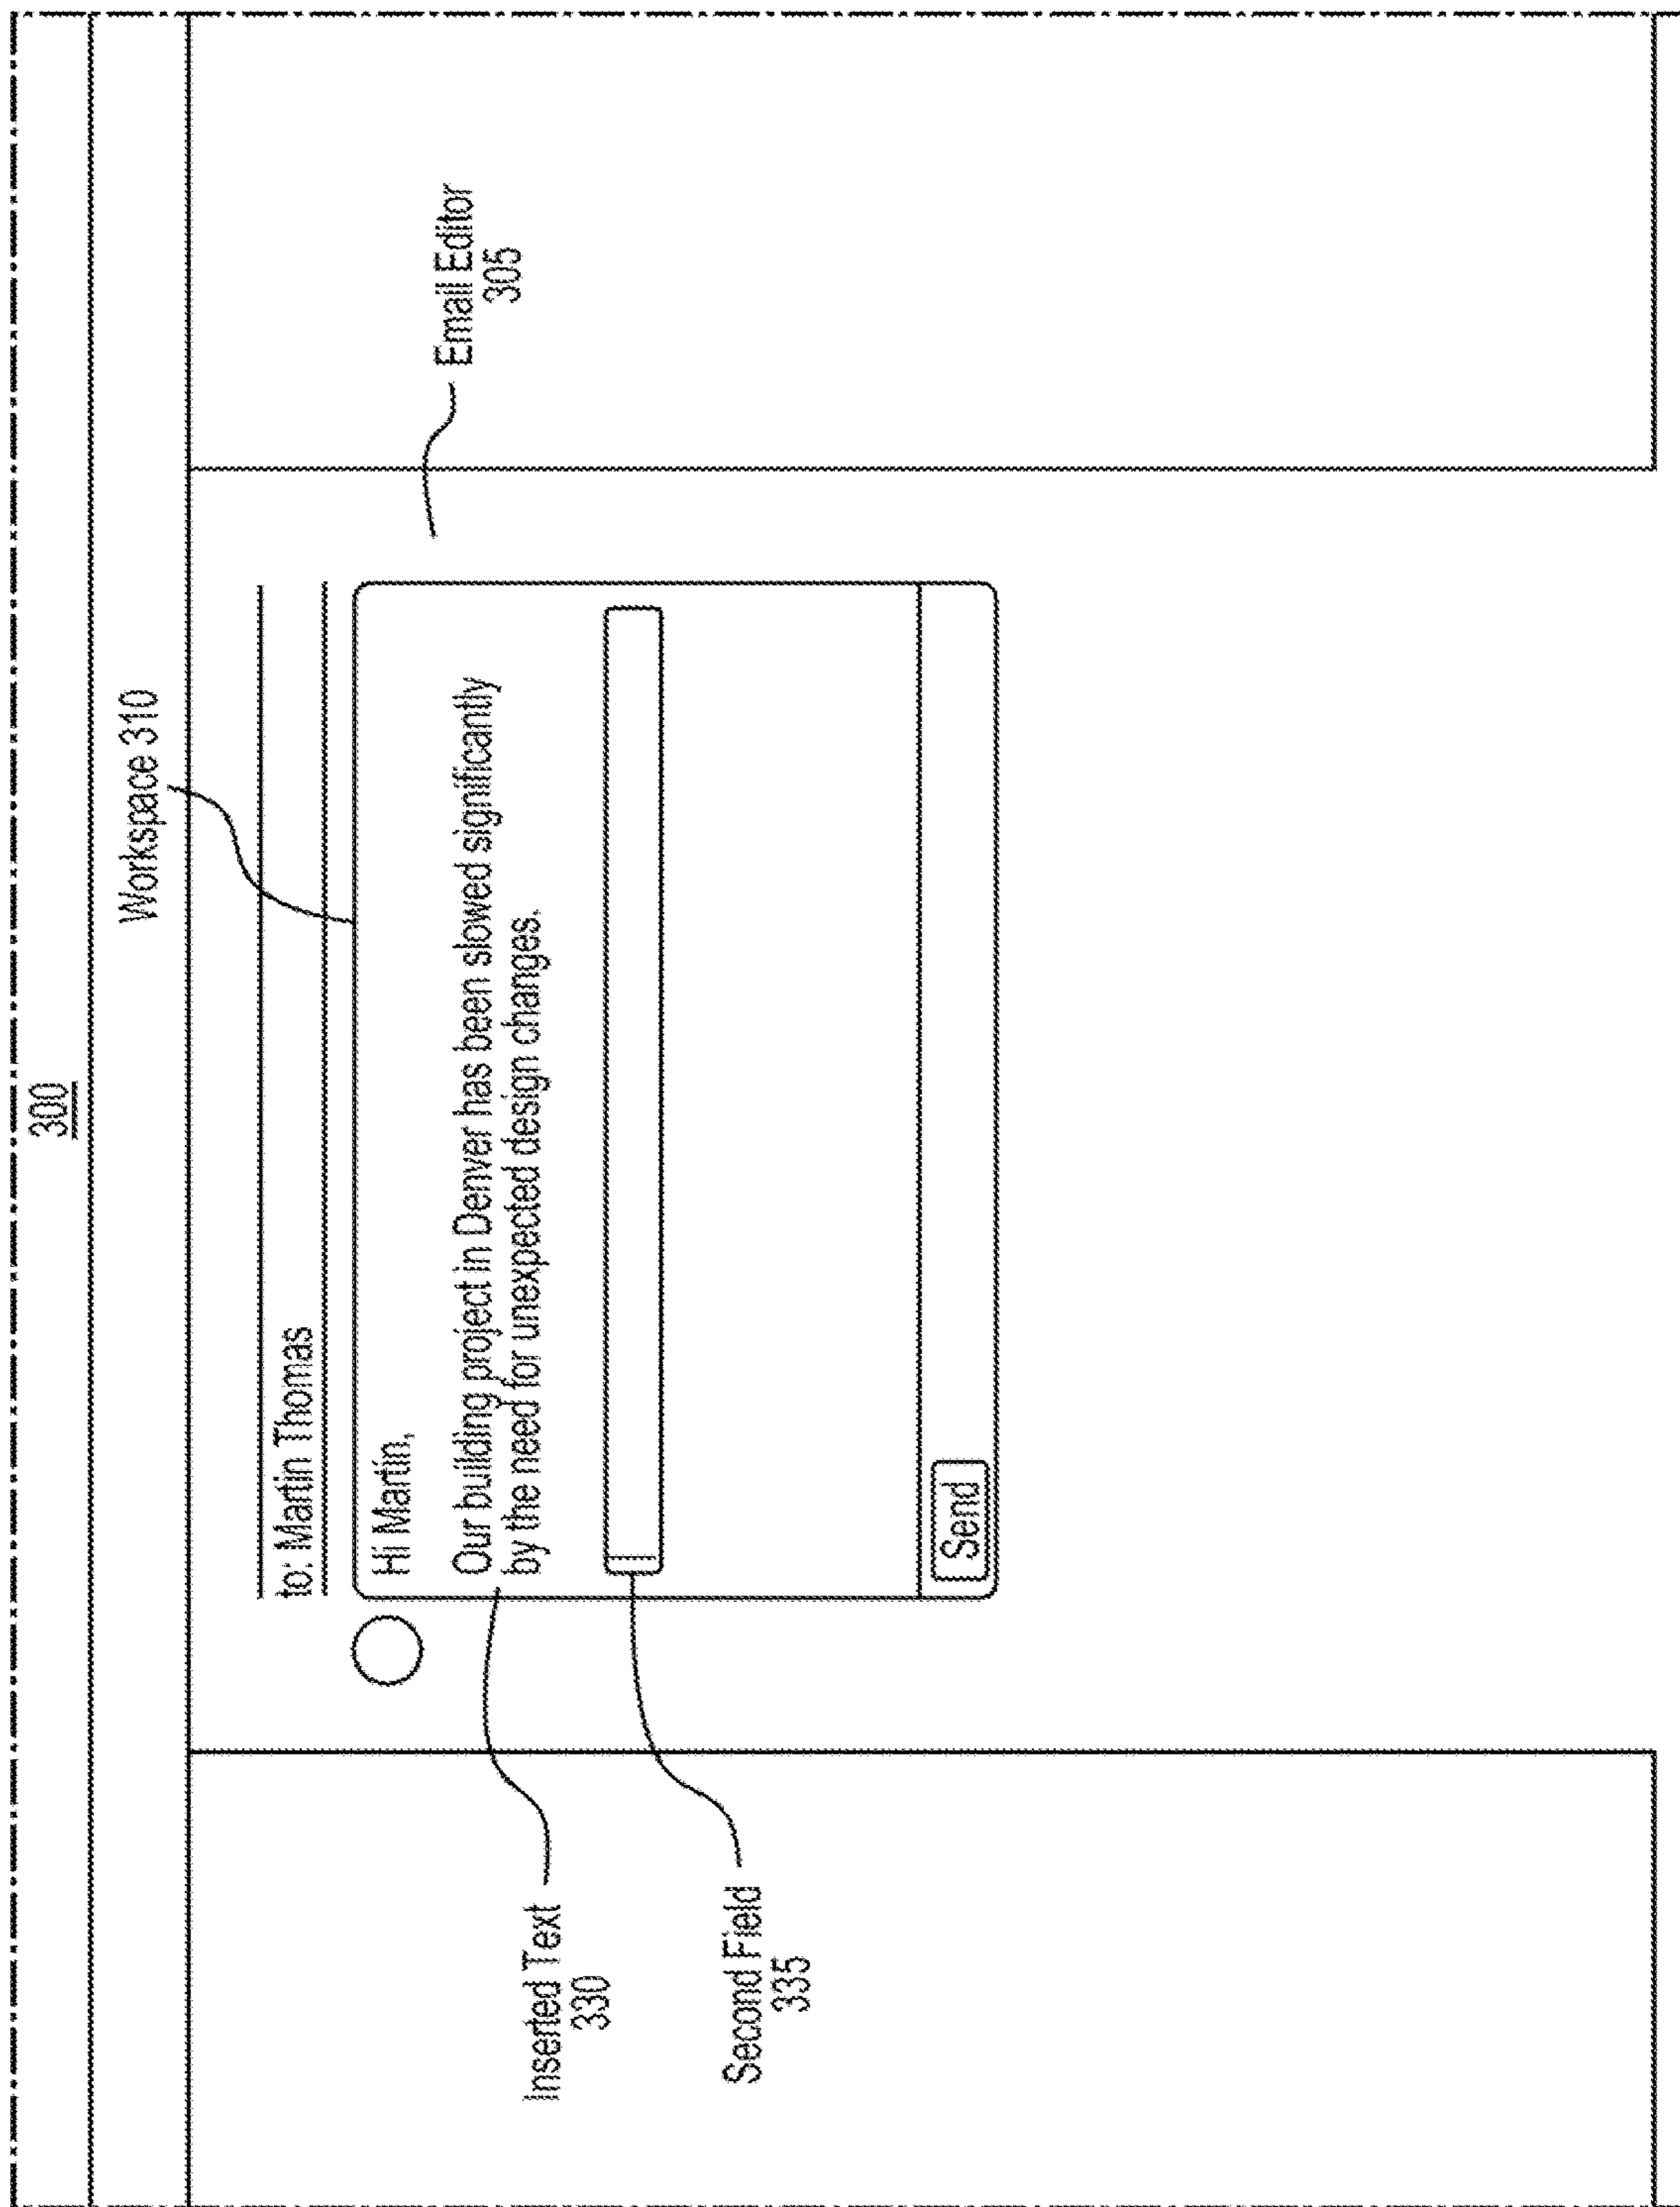 300
Workspace 310
to: Martin Thomas
Hi Martin,
Our building project in Denver has been slowed significantly
by the need for unexpected design changes.
Send
Email Editor
305
Inserted Text
330
Second Field
335